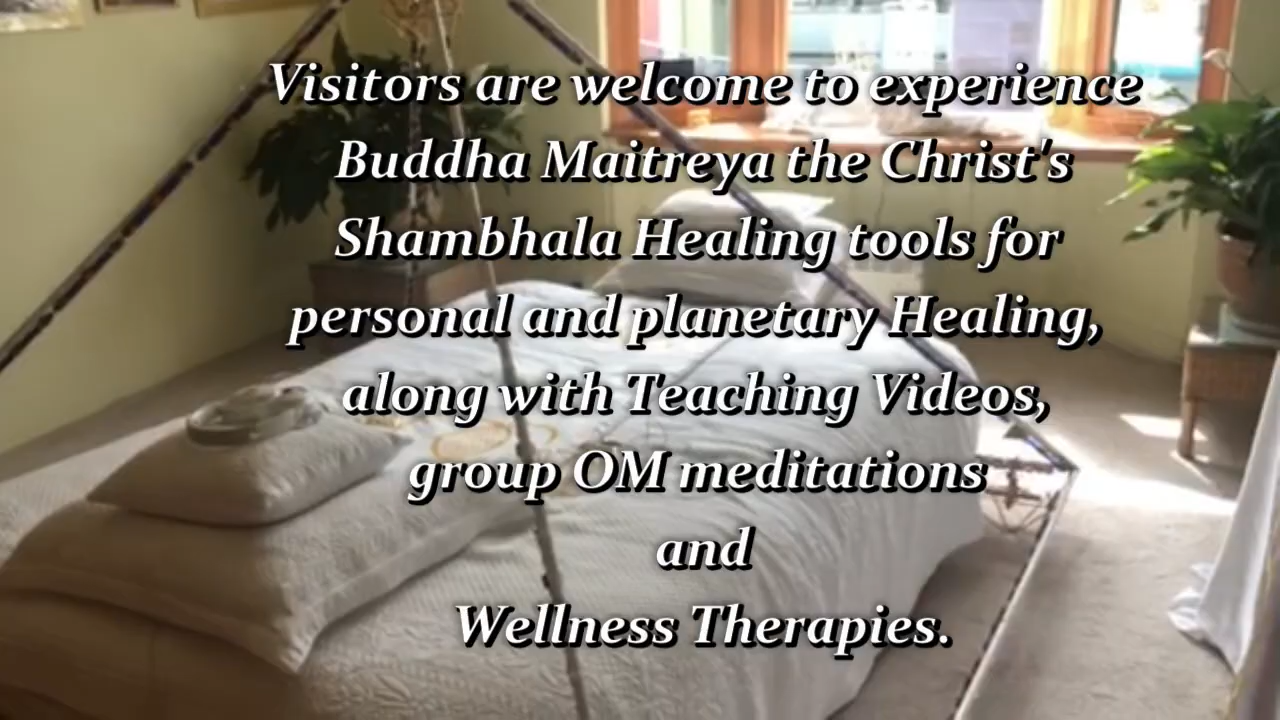 Visitors are welcome to experience
Buddha Maitreya the Christ's
Shambhala Healing tools for
personal and planetary Healing,
along with Teaching Videos,
group OM meditations
and
Wellness Therapies.